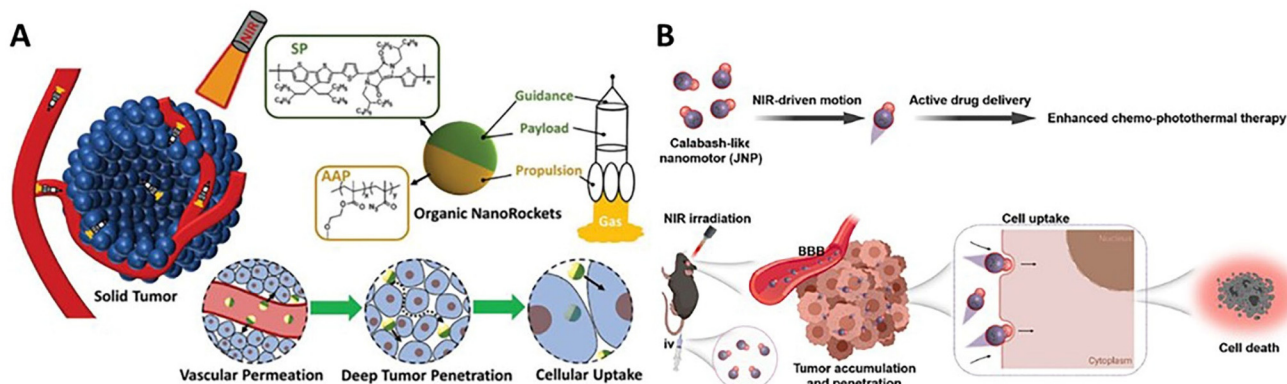 A
NIR
SP
Guidance
Payload
Propulsion
AAP
Organic NanoRockets
Gas
Solid Tumor
Vascular Permeation
Deep Tumor Penetration
Cellular Uptake
B
NIR-driven motion
Active drug delivery
Enhanced chemo-photothermal therapy
Calabash-like
nanomotor (JNP)
NIR irradiation
BBB
iv
Tumor accumulation
and penetration
Cell uptake
Nucleus
Cytoplasm
Cell death